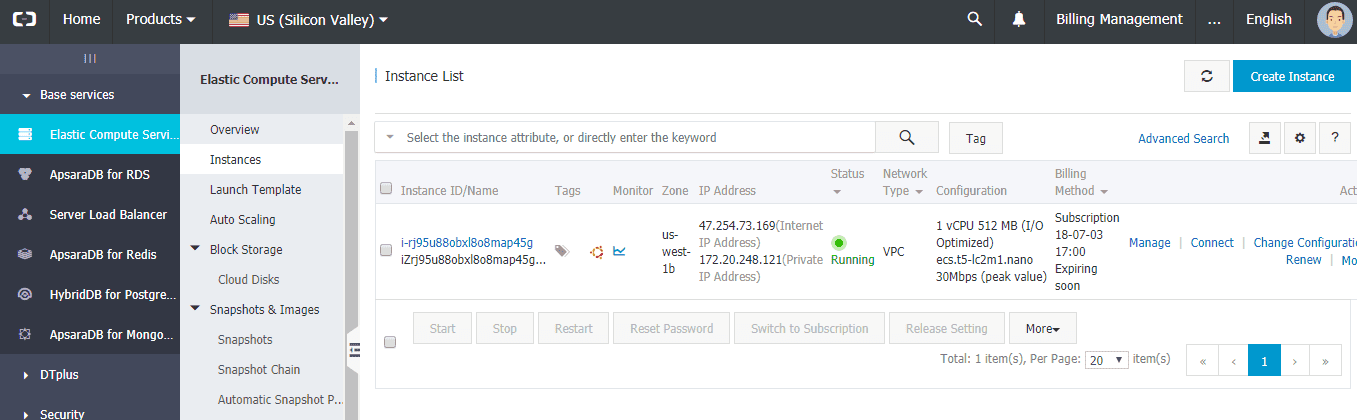 Home
Products
US (Silicon Valley)
Billing Management
...
English
Base services
Elastic Compute Servi...
ApsaraDB for RDS
Server Load Balancer
ApsaraDB for Redis
HybridDB for Postgre...
ApsaraDB for Mongo...
DTplus
Security
Elastic Compute Serv...
Overview
Instances
Launch Template
Auto Scaling
Block Storage
Cloud Disks
Snapshots & Images
Snapshots
Snapshot Chain
Automatic Snapshot P...
Instance List
Create Instance
Select the instance attribute, or directly enter the keyword
Tag
Advanced Search
?
Instance ID/Name
Tags
Monitor
Zone
IP Address
Status
Network
Type
Configuration
Billing
Method
Act
i-rj95u88obxl8o8map45g
iZrj95u88obxl8o8map45g...
us-
west-
1b
47.254.73.169(Internet
IP Address)
172.20.248.121(Private
IP Address)
Running
VPC
1 vCPU 512 MB (I/O
Optimized)
ecs.t5-lc2m1.nano
30Mbps (peak value)
Subscription
18-07-03
17:00
Expiring
soon
Manage | Connect | Change Configuratio
Renew | Mo
Start
Stop
Restart
Reset Password
Switch to Subscription
Release Setting
More
Total: 1 item(s), Per Page: 20 item(s)
« ‹ 1 › »